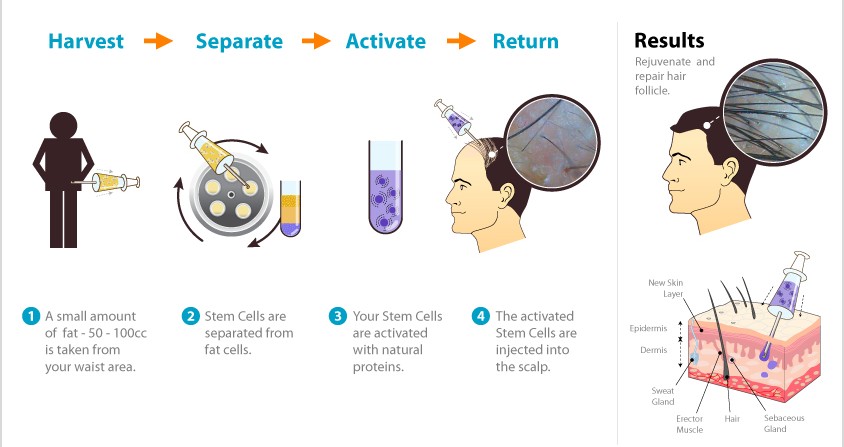 Harvest
Separate
Activate
Return
1
A small amount
of fat - 50 - 100cc
is taken from
your waist area.
2
Stem Cells are
separated from
fat cells.
3
Your Stem Cells
are activated
with natural
proteins.
4
The activated
Stem Cells are
injected into
the scalp.
Results
Rejuvenate and
repair hair
follicle.
New Skin
Layer
Epidermis
Dermis
Sweat
Gland
Erector
Muscle
Hair
Sebaceous
Gland